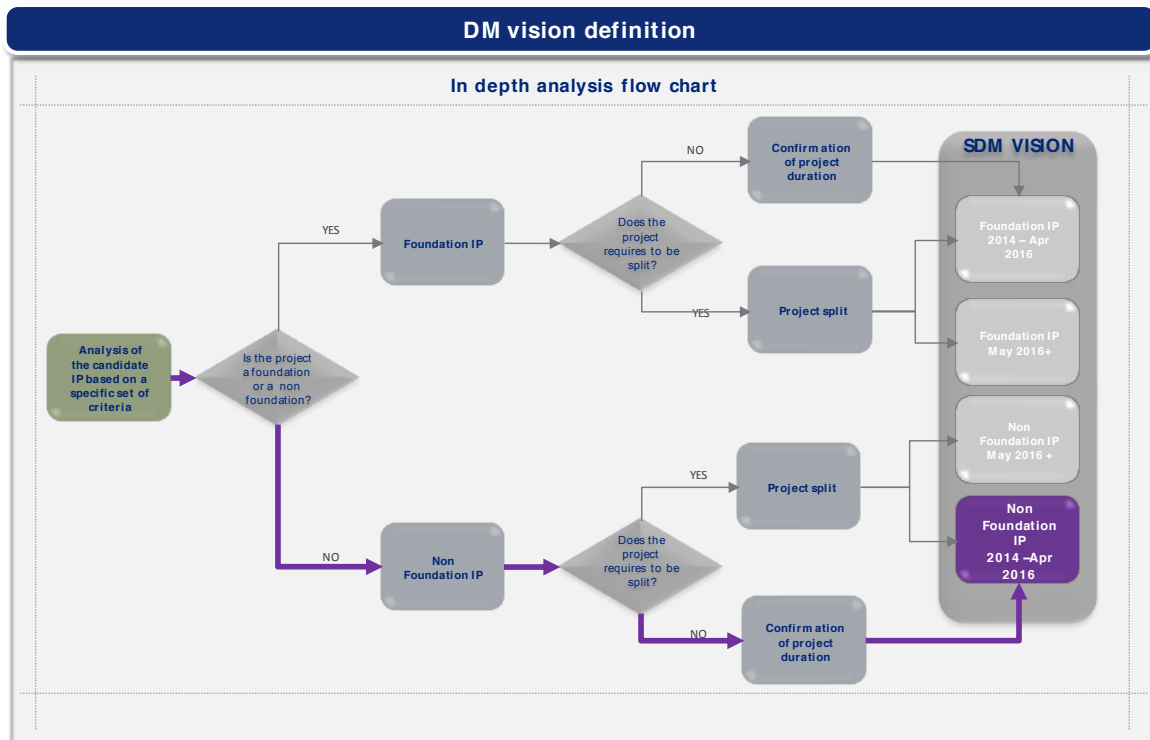 DM vision definition
In depth analysis flow chart
Analysis of
the candidate
IP based on a
specific set of
criteria
Is the project
a foundation
or a non
foundation?
YES
Foundation IP
Does the
project
requires to be
split?
NO
Confirmation
of project
duration
YES
Project split
SDM VISION
Foundation IP
2014 – Apr
2016
Foundation IP
May 2016+
Non
Foundation IP
May 2016 +
Non
Foundation
IP
2014 –Apr
2016
NO
Non
Foundation IP
Does the
project
requires to be
split?
YES
Project split
NO
Confirmation
of project
duration